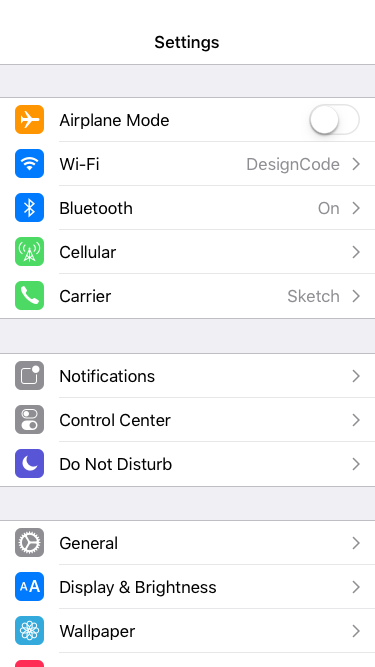 Settings
Airplane Mode
Wi-Fi DesignCode
Bluetooth On
Cellular
Carrier Sketch
Notifications
Control Center
Do Not Disturb
General
AA Display & Brightness
Wallpaper